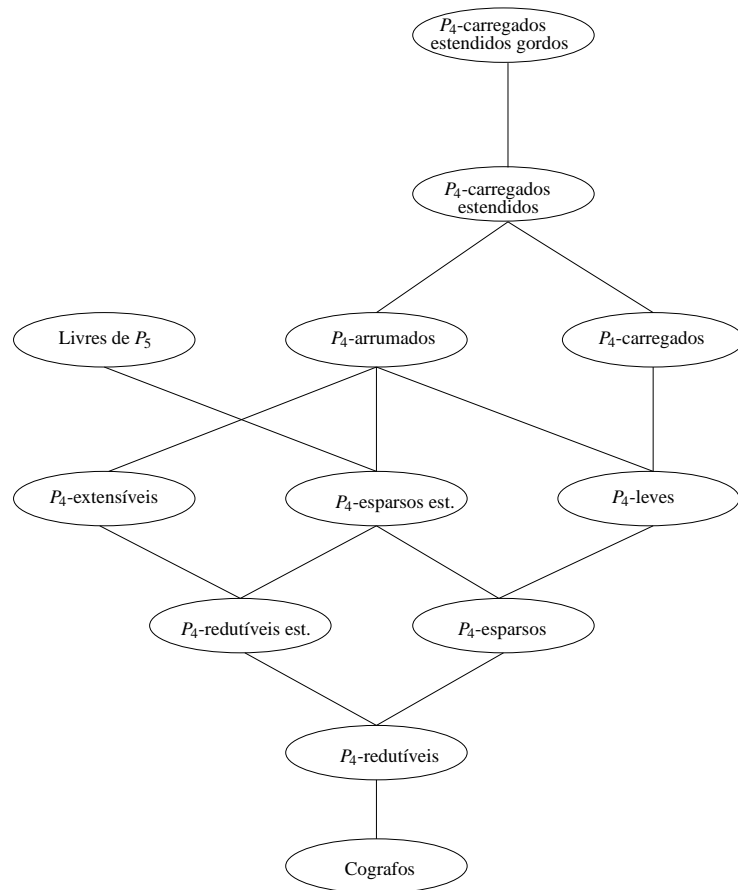 P₄-carregados
estendidos gordos
P₄-carregados
estendidos
Livres de P₅
P₄-arrumados
P₄-carregados
P₄-extensíveis
P₄-esparsos est.
P₄-leves
P₄-redutíveis est.
P₄-esparsos
P₄-redutíveis
Cografos